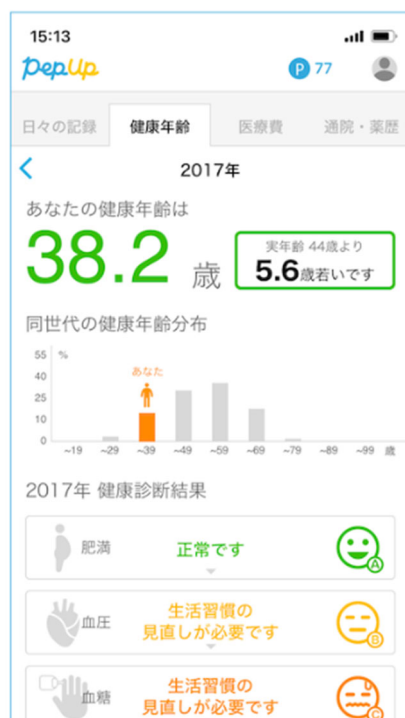 15:13
PepUp
P 77
日々の記録 健康年齢 医療費 通院・薬歴
2017年
あなたの健康年齢は
38.2 歳
実年齢 44歳より
5.6歳若いです
同世代の健康年齢分布
55 %
40
25
10
0
あなた
~19 ~29 ~39 ~49 ~59 ~69 ~79 ~89 ~99 歳
2017年 健康診断結果
肥満 正常です A
血圧 生活習慣の
見直しが必要です B
血糖 生活習慣の
見直しが必要です C